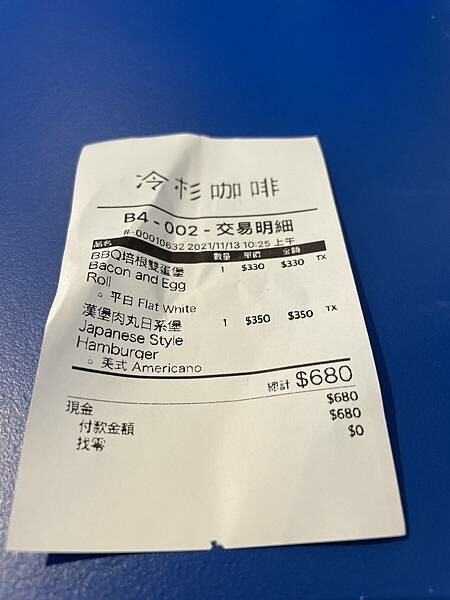 冷杉咖啡
B4-002-交易明細
#-00010632 2021/11/13 10:25 上午
品名 數量 單價 金額
BBQ培根雙蛋堡 1 $330 $330 TX
Bacon and Egg
Roll
○ 平白 Flat White
漢堡肉丸日系堡 1 $350 $350 TX
Japanese Style
Hamburger
○ 美式 Americano
總計 $680
現金 $680
付款金額 $680
找零 $0